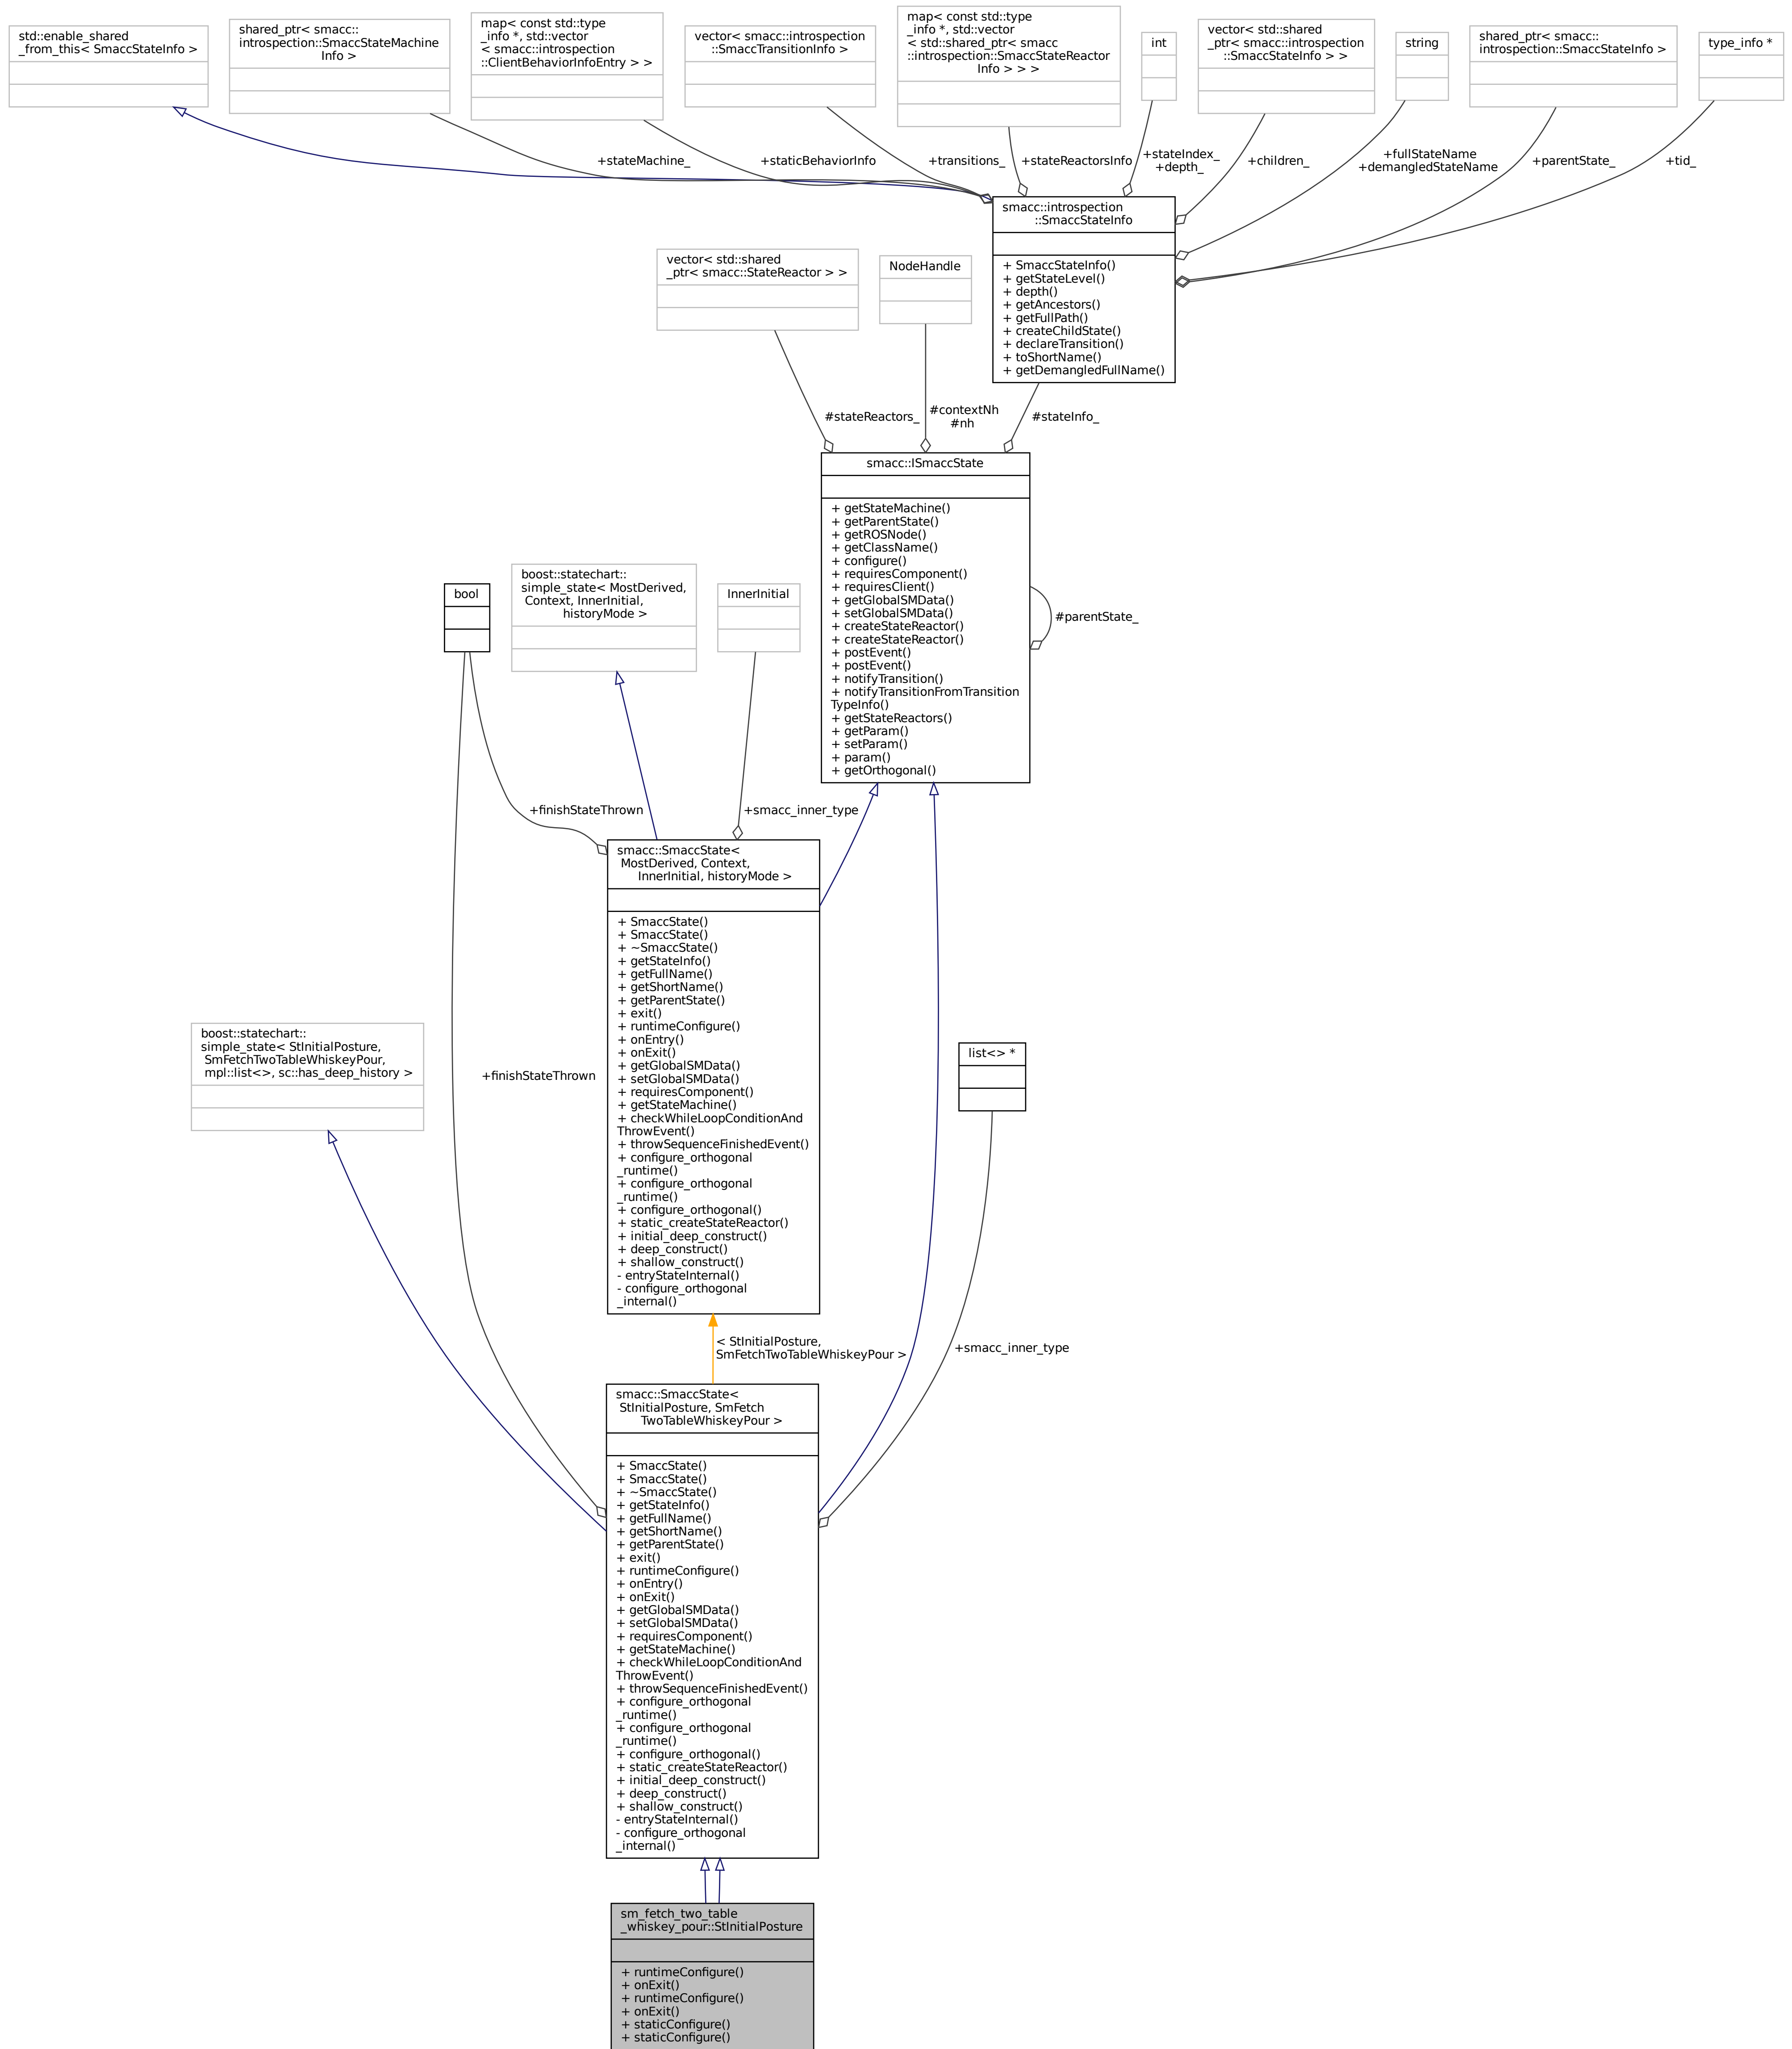 std::enable_shared
_from_this< SmaccStateInfo >
shared_ptr< smacc::
introspection::SmaccStateMachine
Info >
map< const std::type
_info *, std::vector
< smacc::introspection
::ClientBehaviorInfoEntry > >
vector< smacc::introspection
::SmaccTransitionInfo >
map< const std::type
_info *, std::vector
< std::shared_ptr< smacc
::introspection::SmaccStateReactor
Info > > >
int
vector< std::shared
_ptr< smacc::introspection
::SmaccStateInfo > >
string
shared_ptr< smacc::
introspection::SmaccStateInfo >
type_info *
+stateMachine_
+staticBehaviorInfo
+transitions_
+stateReactorsInfo
+stateIndex_
+depth_
+children_
+fullStateName
+demangledStateName
+parentState_
+tid_
smacc::introspection
::SmaccStateInfo
+ SmaccStateInfo()
+ getStateLevel()
+ depth()
+ getAncestors()
+ getFullPath()
+ createChildState()
+ declareTransition()
+ toShortName()
+ getDemangledFullName()
vector< std::shared
_ptr< smacc::StateReactor > >
NodeHandle
#stateReactors_
#contextNh
#nh
#stateInfo_
smacc::ISmaccState
+ getStateMachine()
+ getParentState()
+ getROSNode()
+ getClassName()
+ configure()
+ requiresComponent()
+ requiresClient()
+ getGlobalSMData()
+ setGlobalSMData()
+ createStateReactor()
+ createStateReactor()
+ postEvent()
+ postEvent()
+ notifyTransition()
+ notifyTransitionFromTransition
TypeInfo()
+ getStateReactors()
+ getParam()
+ setParam()
+ param()
+ getOrthogonal()
#parentState_
bool
boost::statechart::
simple_state< MostDerived,
Context, InnerInitial,
historyMode >
InnerInitial
+finishStateThrown
+smacc_inner_type
smacc::SmaccState<
MostDerived, Context,
InnerInitial, historyMode >
+ SmaccState()
+ SmaccState()
+ ~SmaccState()
+ getStateInfo()
+ getFullName()
+ getShortName()
+ getParentState()
+ exit()
+ runtimeConfigure()
+ onEntry()
+ onExit()
+ getGlobalSMData()
+ setGlobalSMData()
+ requiresComponent()
+ getStateMachine()
+ checkWhileLoopConditionAnd
ThrowEvent()
+ throwSequenceFinishedEvent()
+ configure_orthogonal
_runtime()
+ configure_orthogonal
_runtime()
+ configure_orthogonal()
+ static_createStateReactor()
+ initial_deep_construct()
+ deep_construct()
+ shallow_construct()
- entryStateInternal()
- configure_orthogonal
_internal()
boost::statechart::
simple_state< StInitialPosture,
SmFetchTwoTableWhiskeyPour,
mpl::list<>, sc::has_deep_history >
+finishStateThrown
list<> *
< StInitialPosture,
SmFetchTwoTableWhiskeyPour >
+smacc_inner_type
smacc::SmaccState<
StInitialPosture, SmFetch
TwoTableWhiskeyPour >
+ SmaccState()
+ SmaccState()
+ ~SmaccState()
+ getStateInfo()
+ getFullName()
+ getShortName()
+ getParentState()
+ exit()
+ runtimeConfigure()
+ onEntry()
+ onExit()
+ getGlobalSMData()
+ setGlobalSMData()
+ requiresComponent()
+ getStateMachine()
+ checkWhileLoopConditionAnd
ThrowEvent()
+ throwSequenceFinishedEvent()
+ configure_orthogonal
_runtime()
+ configure_orthogonal
_runtime()
+ configure_orthogonal()
+ static_createStateReactor()
+ initial_deep_construct()
+ deep_construct()
+ shallow_construct()
- entryStateInternal()
- configure_orthogonal
_internal()
sm_fetch_two_table
_whiskey_pour::StInitialPosture
+ runtimeConfigure()
+ onExit()
+ runtimeConfigure()
+ onExit()
+ staticConfigure()
+ staticConfigure()